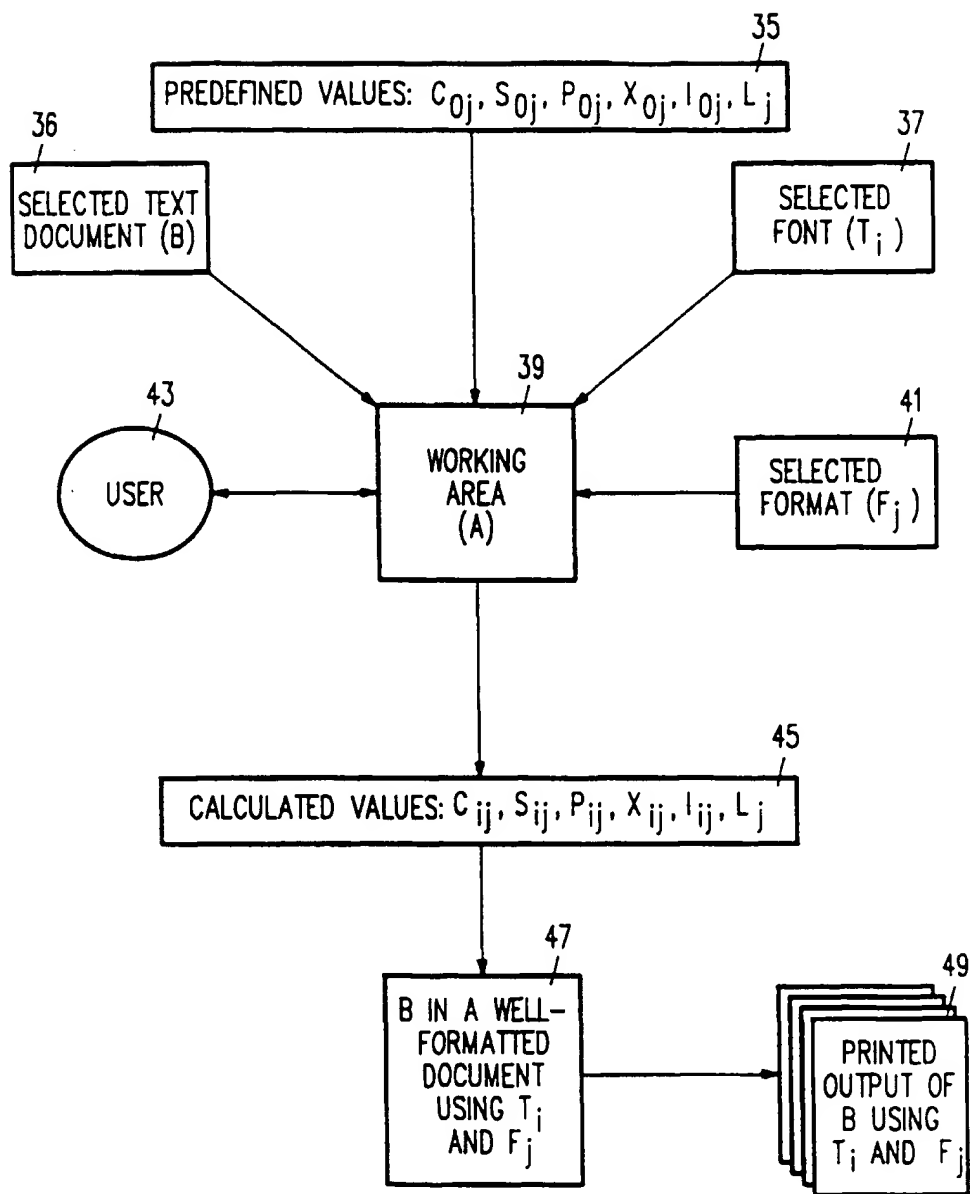 35
PREDEFINED VALUES: C0j, S0j, P0j, X0j, I0j, Lj
36
SELECTED TEXT
DOCUMENT (B)
37
SELECTED
FONT (Ti)
39
WORKING
AREA
(A)
43
USER
41
SELECTED
FORMAT (Fj)
45
CALCULATED VALUES: Cij, Sij, Pij, Xij, Iij, Lj
47
B IN A WELL-
FORMATTED
DOCUMENT
USING Ti
AND Fj
49
PRINTED
OUTPUT OF
B USING
Ti AND Fj